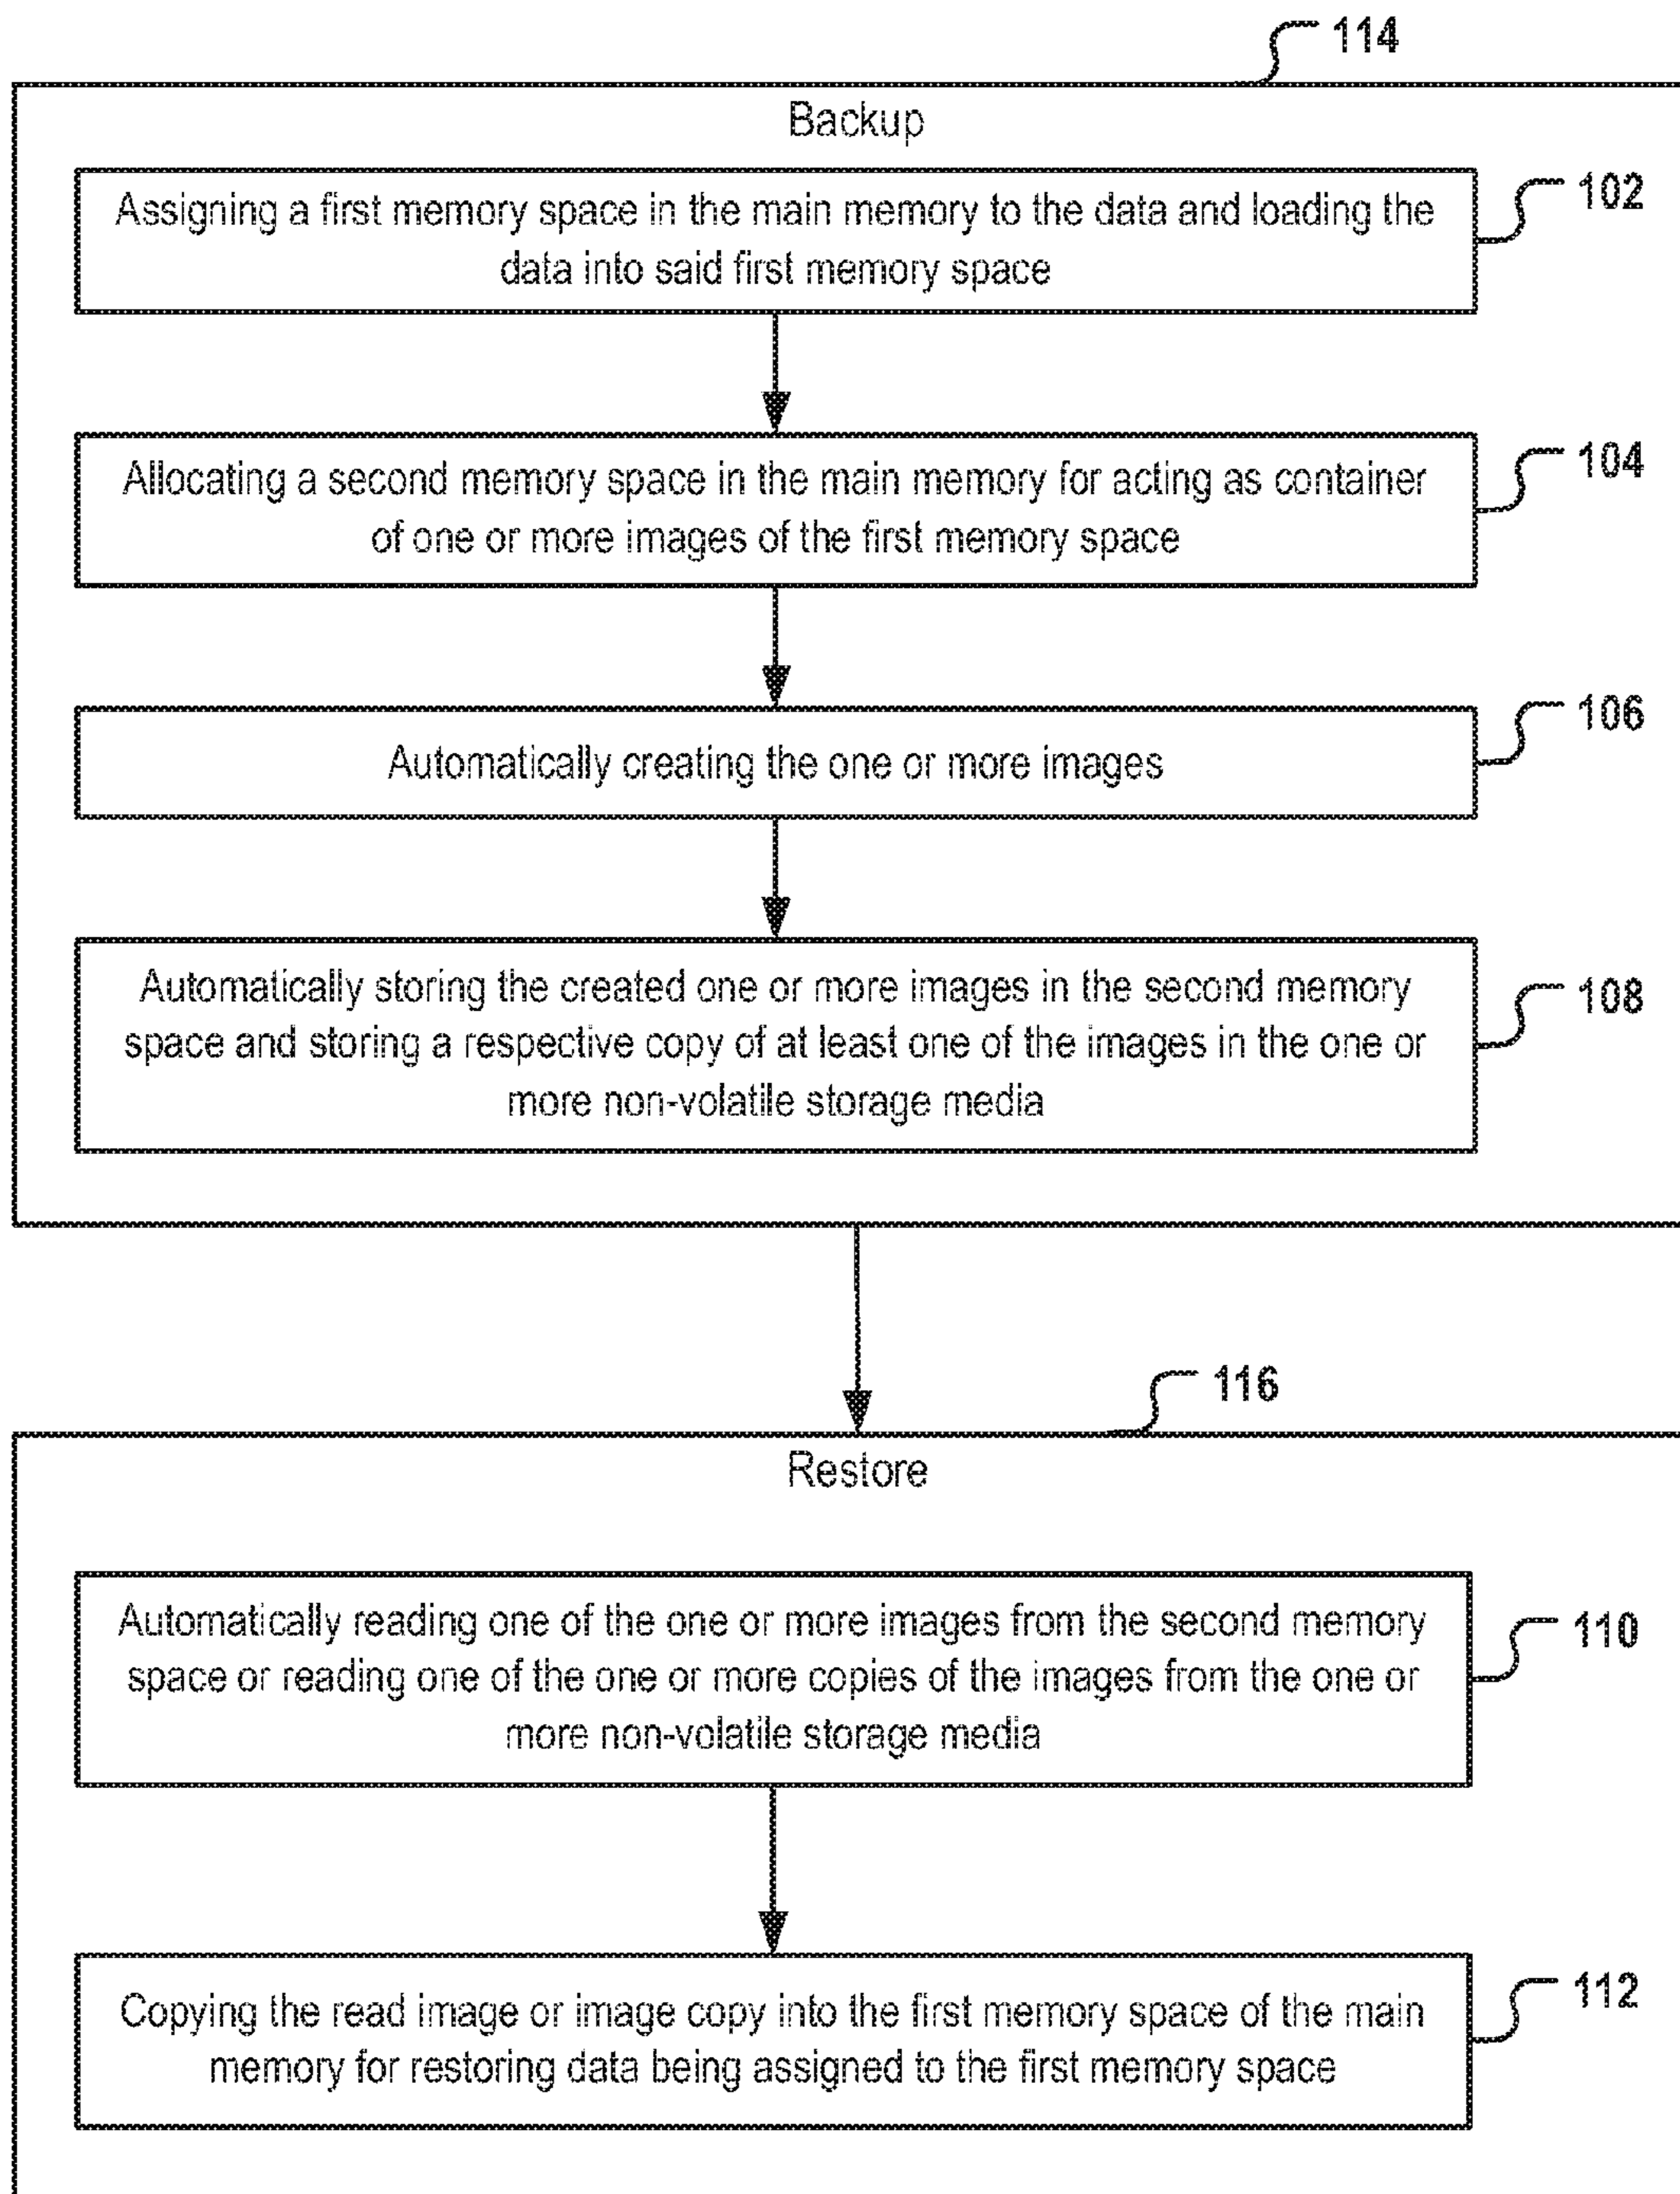 114
Backup
Assigning a first memory space in the main memory to the data and loading the
data into said first memory space
102
Allocating a second memory space in the main memory for acting as container
of one or more images of the first memory space
104
Automatically creating the one or more images
106
Automatically storing the created one or more images in the second memory
space and storing a respective copy of at least one of the images in the one or
more non-volatile storage media
108
116
Restore
Automatically reading one of the one or more images from the second memory
space or reading one of the one or more copies of the images from the one or
more non-volatile storage media
110
Copying the read image or image copy into the first memory space of the main
memory for restoring data being assigned to the first memory space
112